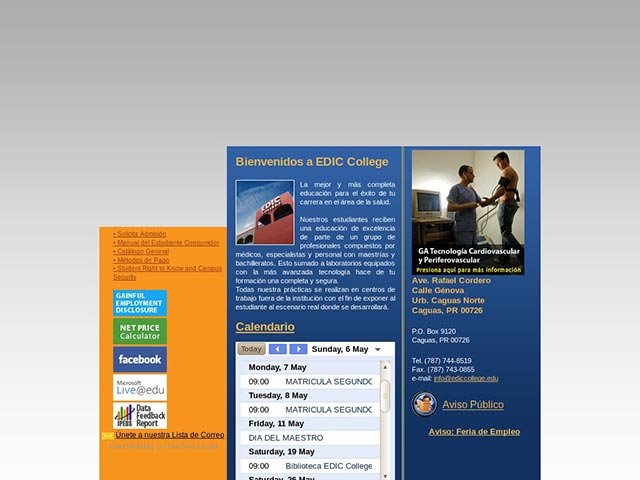 • Solicita Admisión
• Manual del Estudiante Consumidor
• Catálogo General
• Métodos de Pago
• Student Right to Know and Campus
Security
GAINFUL
EMPLOYMENT
DISCLOSURE
NET PRICE
Calculator
facebook
Microsoft
Live@edu
IPEDS
Data
Feedback
Report
Únete a nuestra Lista de Correo
Bienvenidos a EDIC College
EDIC
La mejor y más completa
educación para el éxito de tu
carrera en el área de la salud.
Nuestros estudiantes reciben
una educación de excelencia
de parte de un grupo de
profesionales compuestos por
médicos, especialistas y personal con maestrías y
bachilleratos. Esto sumado a laboratorios equipados
con la más avanzada tecnología hace de tu
formación una completa y segura.
Todas nuestra prácticas se realizan en centros de
trabajo fuera de la institución con el fin de exponer al
estudiante al escenario real donde se desarrollará.
Calendario
Today
Sunday, 6 May
Monday, 7 May
09:00 MATRICULA SEGUNDO
Tuesday, 8 May
09:00 MATRICULA SEGUNDO
Friday, 11 May
DIA DEL MAESTRO
Saturday, 19 May
09:00 Biblioteca EDIC College
Saturday, 26 May
GA Tecnología Cardiovascular
y Periferovascular
Presiona aquí para más información
Ave. Rafael Cordero
Calle Génova
Urb. Caguas Norte
Caguas, PR 00726
P.O. Box 9120
Caguas, PR 00726
Tel. (787) 744-8519
Fax. (787) 743-0855
e-mail: info@ediccollege.edu
Aviso Público
Aviso: Feria de Empleo